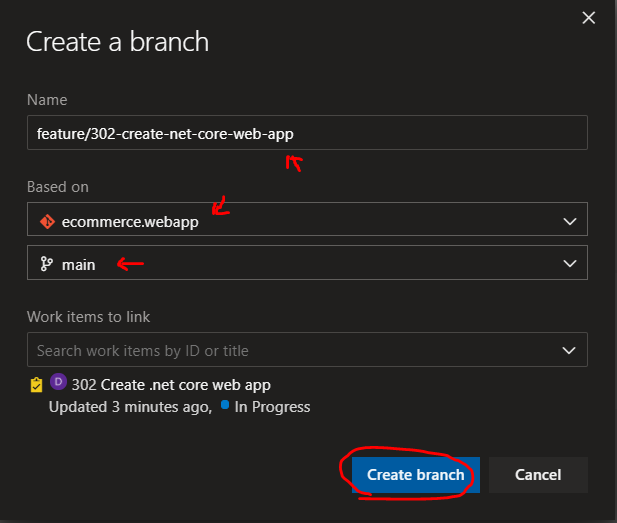 Create a branch
Name
feature/302-create-net-core-web-app
Based on
ecommerce.webapp
main
Work items to link
Search work items by ID or title
D 302 Create .net core web app
Updated 3 minutes ago, In Progress
Create branch Cancel